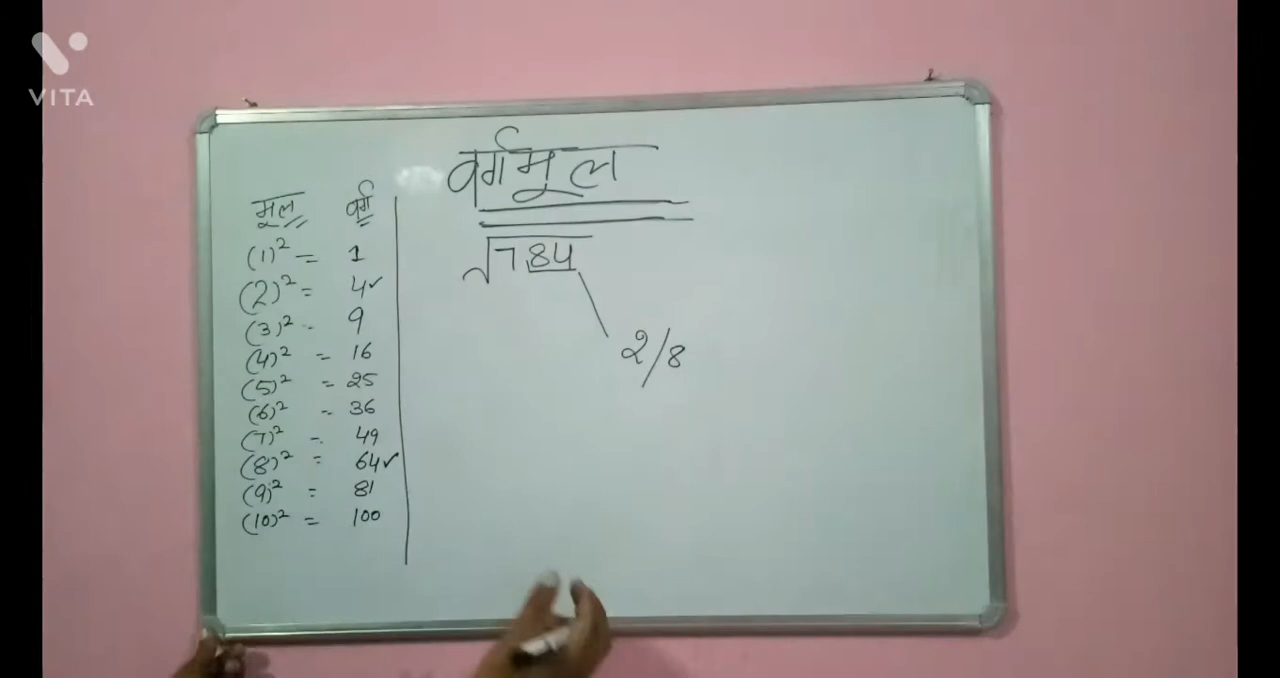 VITA
वर्गमूल
√784
2/8
मूल वर्ग
(1)² = 1
(2)² = 4✓
(3)² - 9
(4)² = 16
(5)² = 25
(6)² = 36
(7)² = 49
(8)² = 64✓
(9)² = 81
(10)² = 100